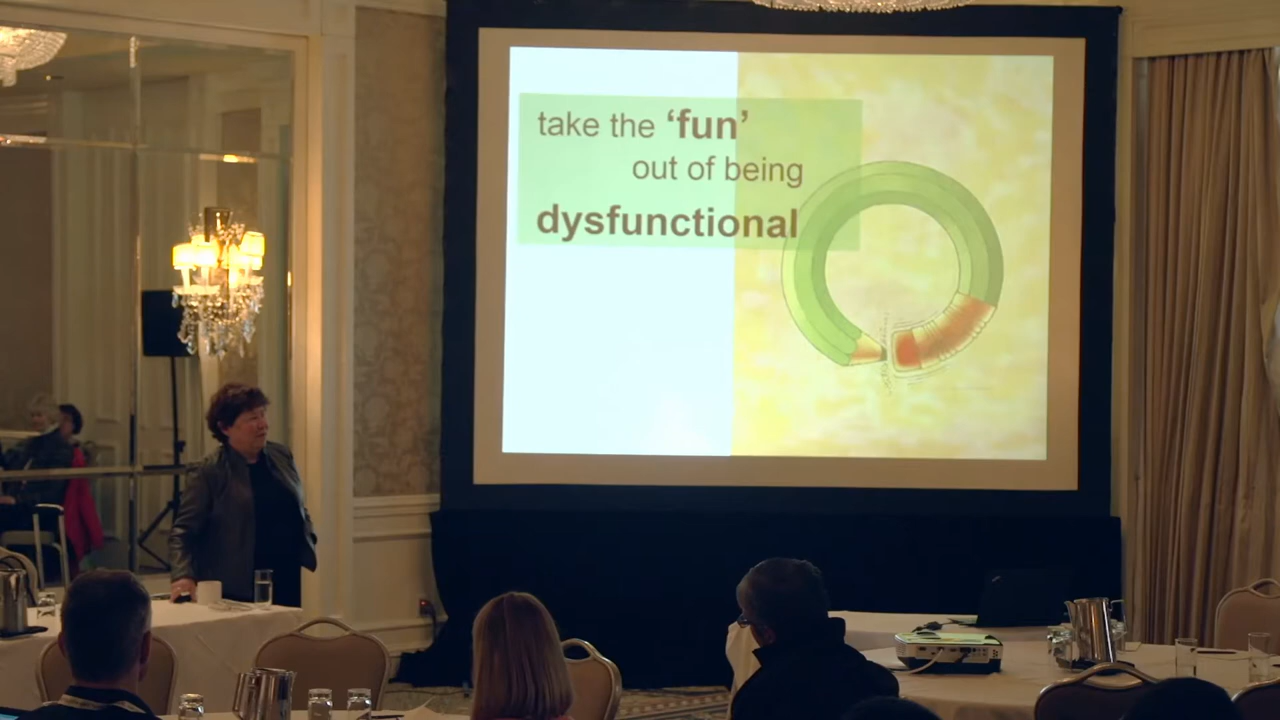 take the ‘fun’
out of being
dysfunctional